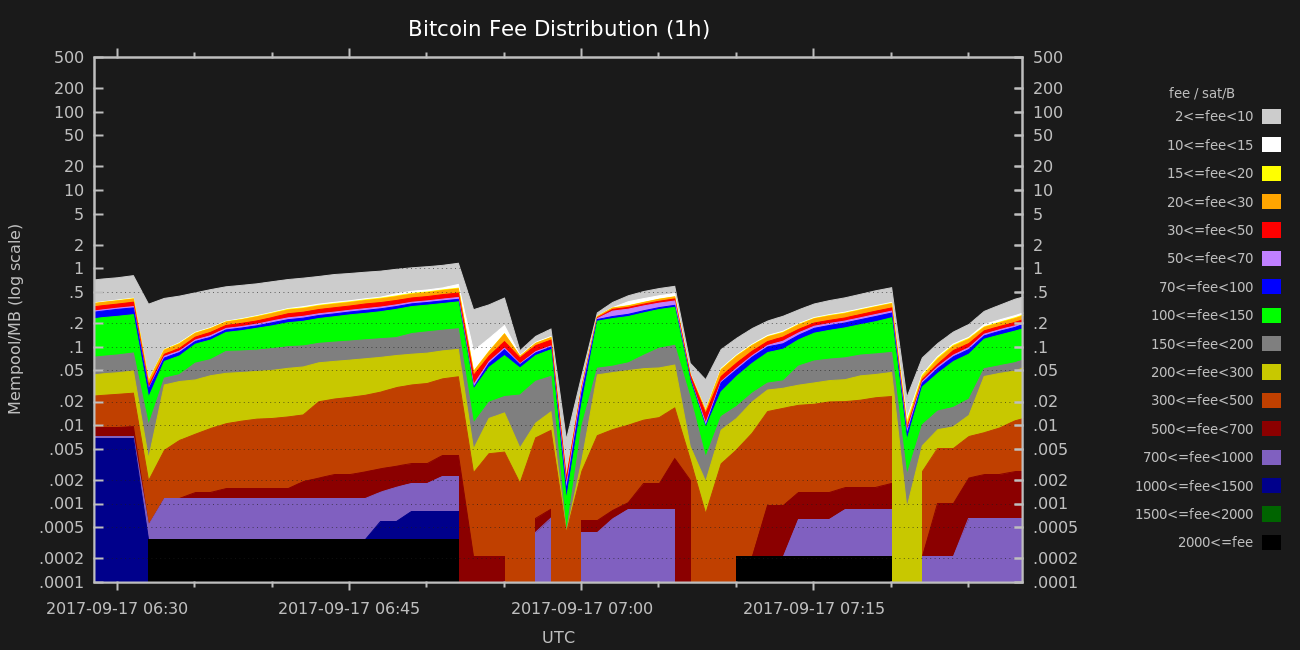 Bitcoin Fee Distribution (1h)
Mempool/MB (log scale)
500
200
100
50
20
10
5
2
1
.5
.2
.1
.05
.02
.01
.005
.002
.001
.0005
.0002
.0001
500
200
100
50
20
10
5
2
1
.5
.2
.1
.05
.02
.01
.005
.002
.001
.0005
.0002
.0001
2017-09-17 06:30
2017-09-17 06:45
2017-09-17 07:00
2017-09-17 07:15
UTC
fee / sat/B
2<=fee<10
10<=fee<15
15<=fee<20
20<=fee<30
30<=fee<50
50<=fee<70
70<=fee<100
100<=fee<150
150<=fee<200
200<=fee<300
300<=fee<500
500<=fee<700
700<=fee<1000
1000<=fee<1500
1500<=fee<2000
2000<=fee